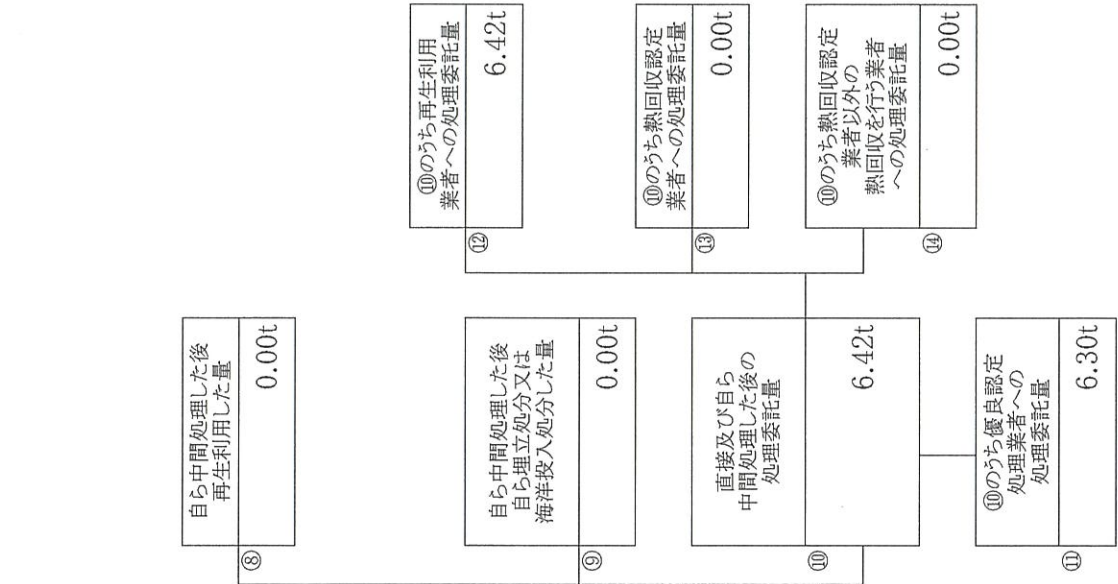 ⑧
自ら中間処理した後
再生利用した量
0.00t
⑨
自ら中間処理した後
自ら埋立処分又は
海洋投入処分した量
0.00t
⑩
直接及び自ら
中間処理した後の
処理委託量
6.42t
⑪
⑩のうち優良認定
処理業者への
処理委託量
6.30t
⑫
⑩のうち再生利用
業者への処理委託量
6.42t
⑬
⑩のうち熱回収認定
業者への処理委託量
0.00t
⑭
⑩のうち熱回収認定
業者以外の
熱回収を行う業者
への処理委託量
0.00t